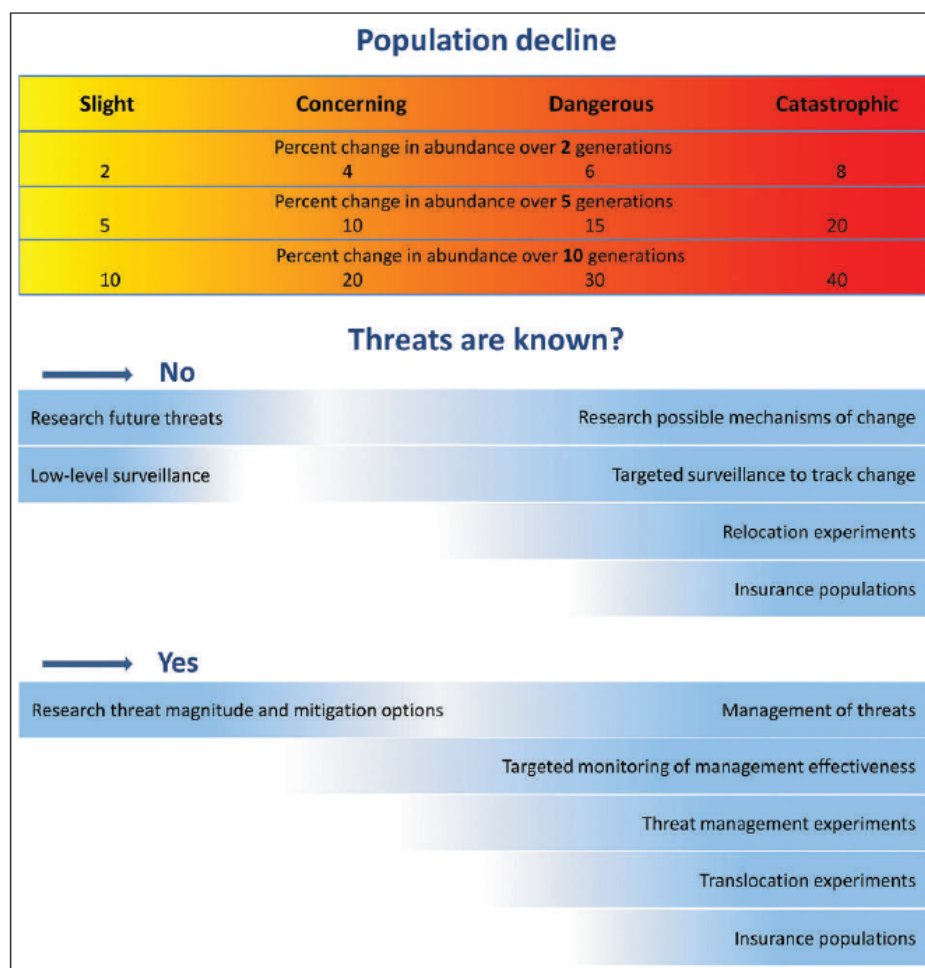 Population decline
Slight Concerning Dangerous Catastrophic
Percent change in abundance over 2 generations
2 4 6 8
Percent change in abundance over 5 generations
5 10 15 20
Percent change in abundance over 10 generations
10 20 30 40
Threats are known?
No
Research future threats Research possible mechanisms of change
Low-level surveillance Targeted surveillance to track change
Relocation experiments
Insurance populations
Yes
Research threat magnitude and mitigation options Management of threats
Targeted monitoring of management effectiveness
Threat management experiments
Translocation experiments
Insurance populations